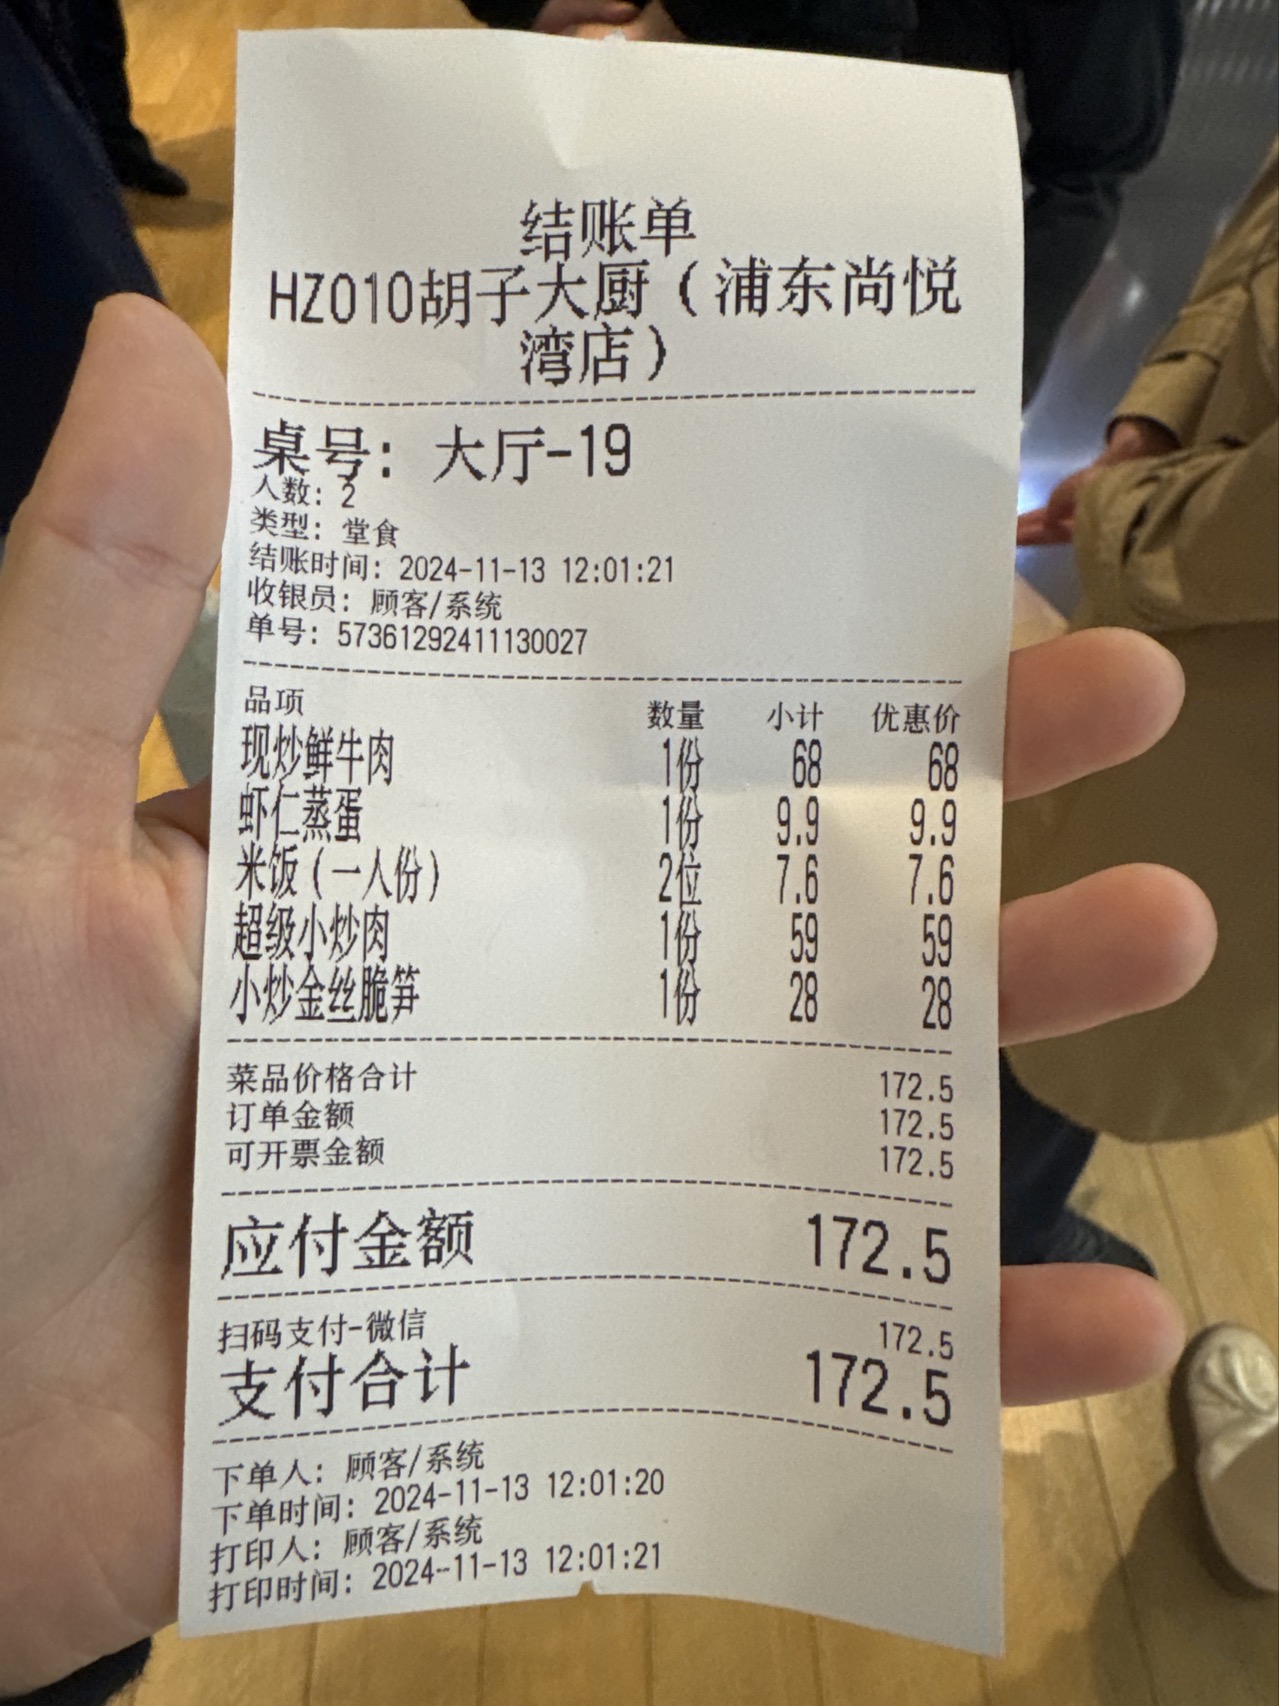 结账单
HZ010胡子大厨（浦东尚悦
湾店）
桌号: 大厅-19
人数: 2
类型: 堂食
结账时间: 2024-11-13 12:01:21
收银员: 顾客/系统
单号: 57361292411130027
品项 数量 小计 优惠价
现炒鲜牛肉 1份 68 68
虾仁蒸蛋 1份 9.9 9.9
米饭（一人份） 2位 7.6 7.6
超级小炒肉 1份 59 59
小炒金丝脆笋 1份 28 28
菜品价格合计 172.5
订单金额 172.5
可开票金额 172.5
应付金额 172.5
扫码支付-微信 172.5
支付合计 172.5
下单人: 顾客/系统
下单时间: 2024-11-13 12:01:20
打印人: 顾客/系统
打印时间: 2024-11-13 12:01:21